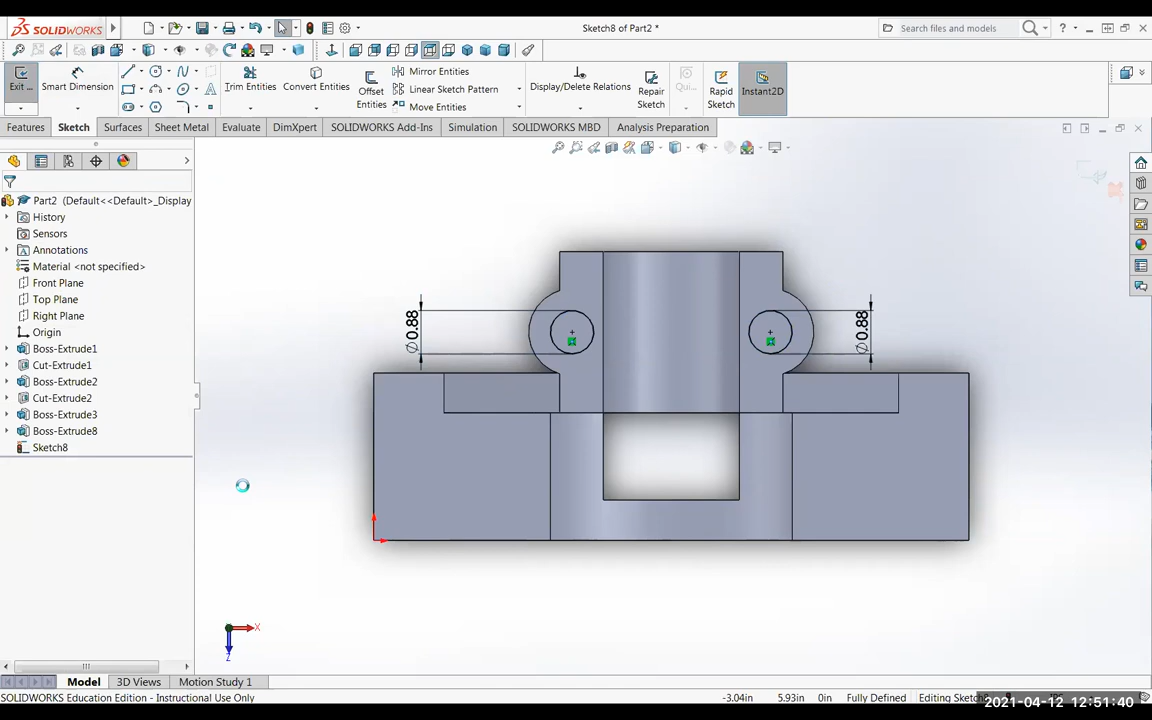 SOLIDWORKS
Sketch8 of Part2 *
Search files and models
Exit ...
Smart Dimension
Trim Entities
Convert Entities
Offset Entities
Mirror Entities
Linear Sketch Pattern
Move Entities
Display/Delete Relations
Repair Sketch
Qui...
Rapid Sketch
Instant2D
Features
Sketch
Surfaces
Sheet Metal
Evaluate
DimXpert
SOLIDWORKS Add-Ins
Simulation
SOLIDWORKS MBD
Analysis Preparation
Part2 (Default<<Default>_Display
History
Sensors
Annotations
Material <not specified>
Front Plane
Top Plane
Right Plane
Origin
Boss-Extrude1
Cut-Extrude1
Boss-Extrude2
Cut-Extrude2
Boss-Extrude3
Boss-Extrude8
Sketch8
∅0.88
∅0.88
X
Z
Model
3D Views
Motion Study 1
SOLIDWORKS Education Edition - Instructional Use Only
-3.04in
5.93in
0in
Fully Defined
Editing Sketch8
2021-04-12 12:51:40